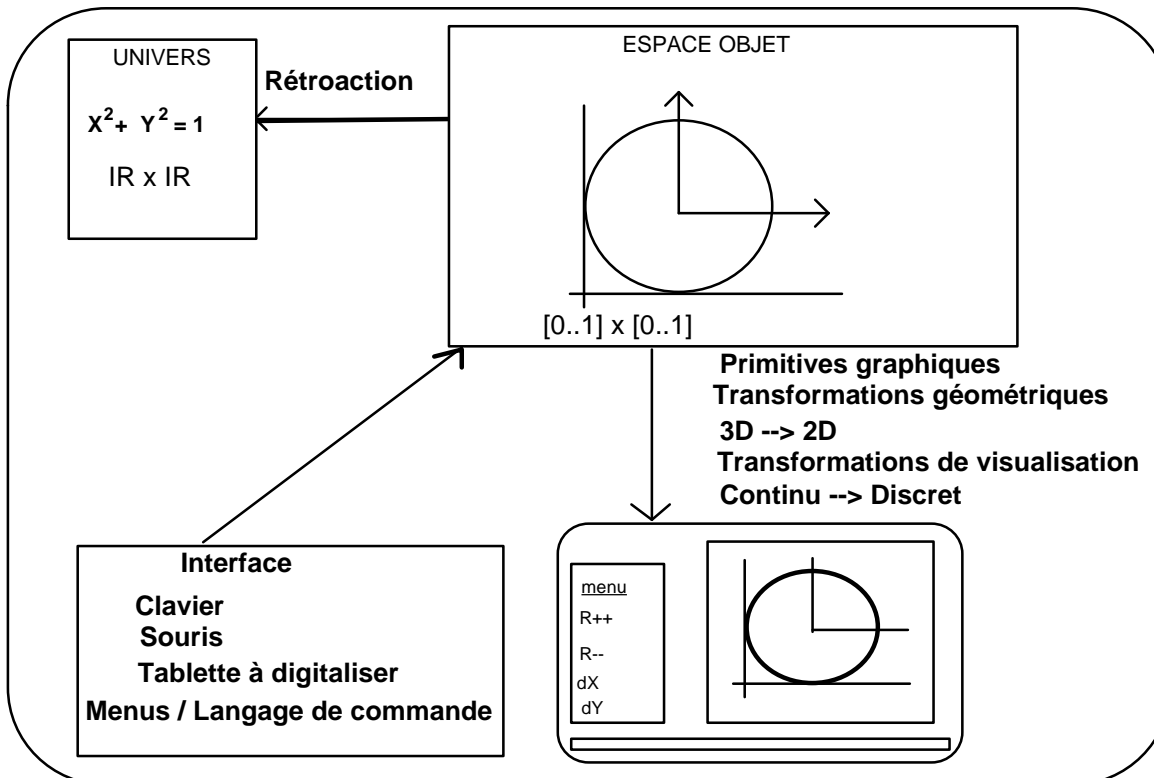 UNIVERS
X² + Y² = 1
IR x IR
Rétroaction
ESPACE OBJET
[0..1] x [0..1]
Primitives graphiques
Transformations géométriques
3D --> 2D
Transformations de visualisation
Continu --> Discret
Interface
Clavier
Souris
Tablette à digitaliser
Menus / Langage de commande
menu
R++
R--
dX
dY